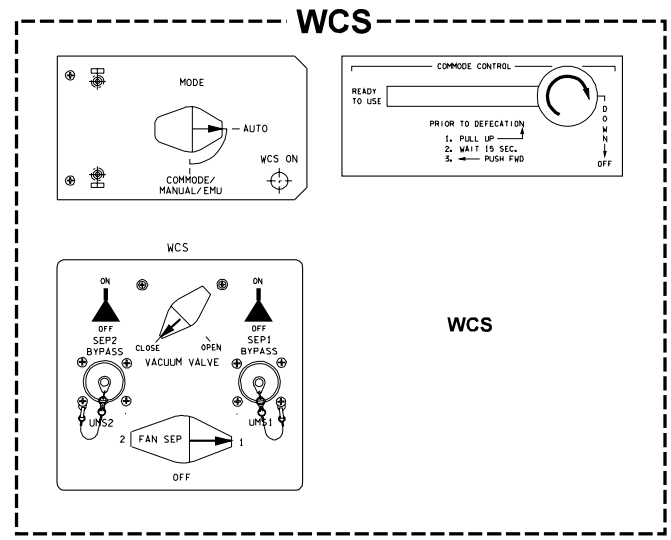 WCS
MODE
AUTO
WCS ON
COMMODE/
MANUAL/EMU
COMMODE CONTROL
READY
TO USE
PRIOR TO DEFECATION
1. PULL UP
2. WAIT 15 SEC.
3. PUSH FWD
DOWN
OFF
WCS
ON
OFF
SEP2
BYPASS
CLOSE
OPEN
VACUUM VALVE
ON
OFF
SEP1
BYPASS
UMS2
UMS1
2 FAN SEP 1
OFF
WCS